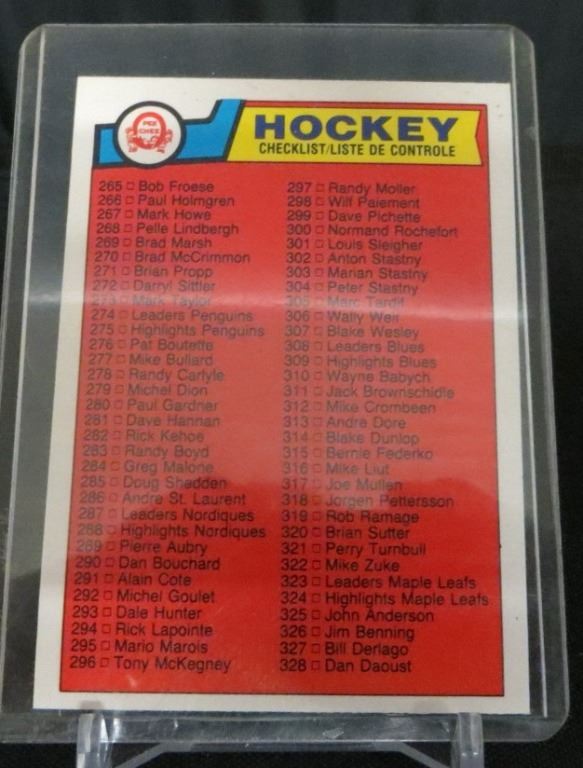 O
PEE
CHEE
HOCKEY
CHECKLIST/LISTE DE CONTROLE
265 Bob Froese
266 Paul Holmgren
267 Mark Howe
268 Pelle Lindbergh
269 Brad Marsh
270 Brad McCrimmon
271 Brian Propp
272 Darryl Sittler
273 Mark Taylor
274 Leaders Penguins
275 Highlights Penguins
276 Pat Boutette
277 Mike Bullard
278 Randy Carlyle
279 Michel Dion
280 Paul Gardner
281 Dave Hannan
282 Rick Kehoe
283 Randy Boyd
284 Greg Malone
285 Doug Shedden
286 Andre St. Laurent
287 Leaders Nordiques
288 Highlights Nordiques
289 Pierre Aubry
290 Dan Bouchard
291 Alain Cote
292 Michel Goulet
293 Dale Hunter
294 Rick Lapointe
295 Mario Marois
296 Tony McKegney
297 Randy Moller
298 Wilf Paiement
299 Dave Pichette
300 Normand Rochefort
301 Louis Sleigher
302 Anton Stastny
303 Marian Stastny
304 Peter Stastny
305 Marc Tardif
306 Wally Weir
307 Blake Wesley
308 Leaders Blues
309 Highlights Blues
310 Wayne Babych
311 Jack Brownschidle
312 Mike Crombeen
313 Andre Dore
314 Blake Dunlop
315 Bernie Federko
316 Mike Liut
317 Joe Mullen
318 Jorgen Pettersson
319 Rob Ramage
320 Brian Sutter
321 Perry Turnbull
322 Mike Zuke
323 Leaders Maple Leafs
324 Highlights Maple Leafs
325 John Anderson
326 Jim Benning
327 Bill Derlago
328 Dan Daoust